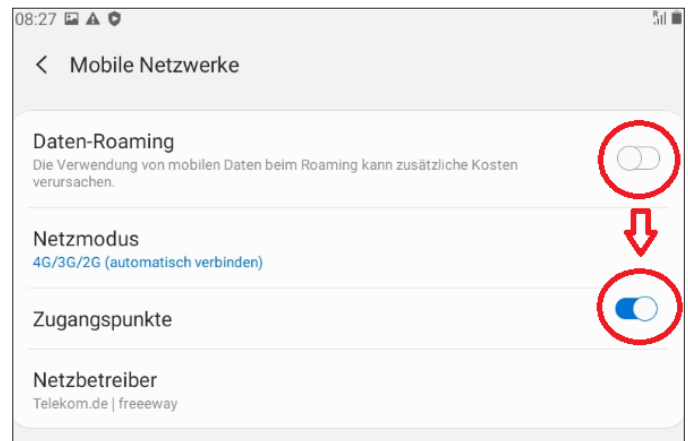 08:27
Mobile Netzwerke
Daten-Roaming
Die Verwendung von mobilen Daten beim Roaming kann zusätzliche Kosten
verursachen.
Netzmodus
4G/3G/2G (automatisch verbinden)
Zugangspunkte
Netzbetreiber
Telekom.de | freeeway